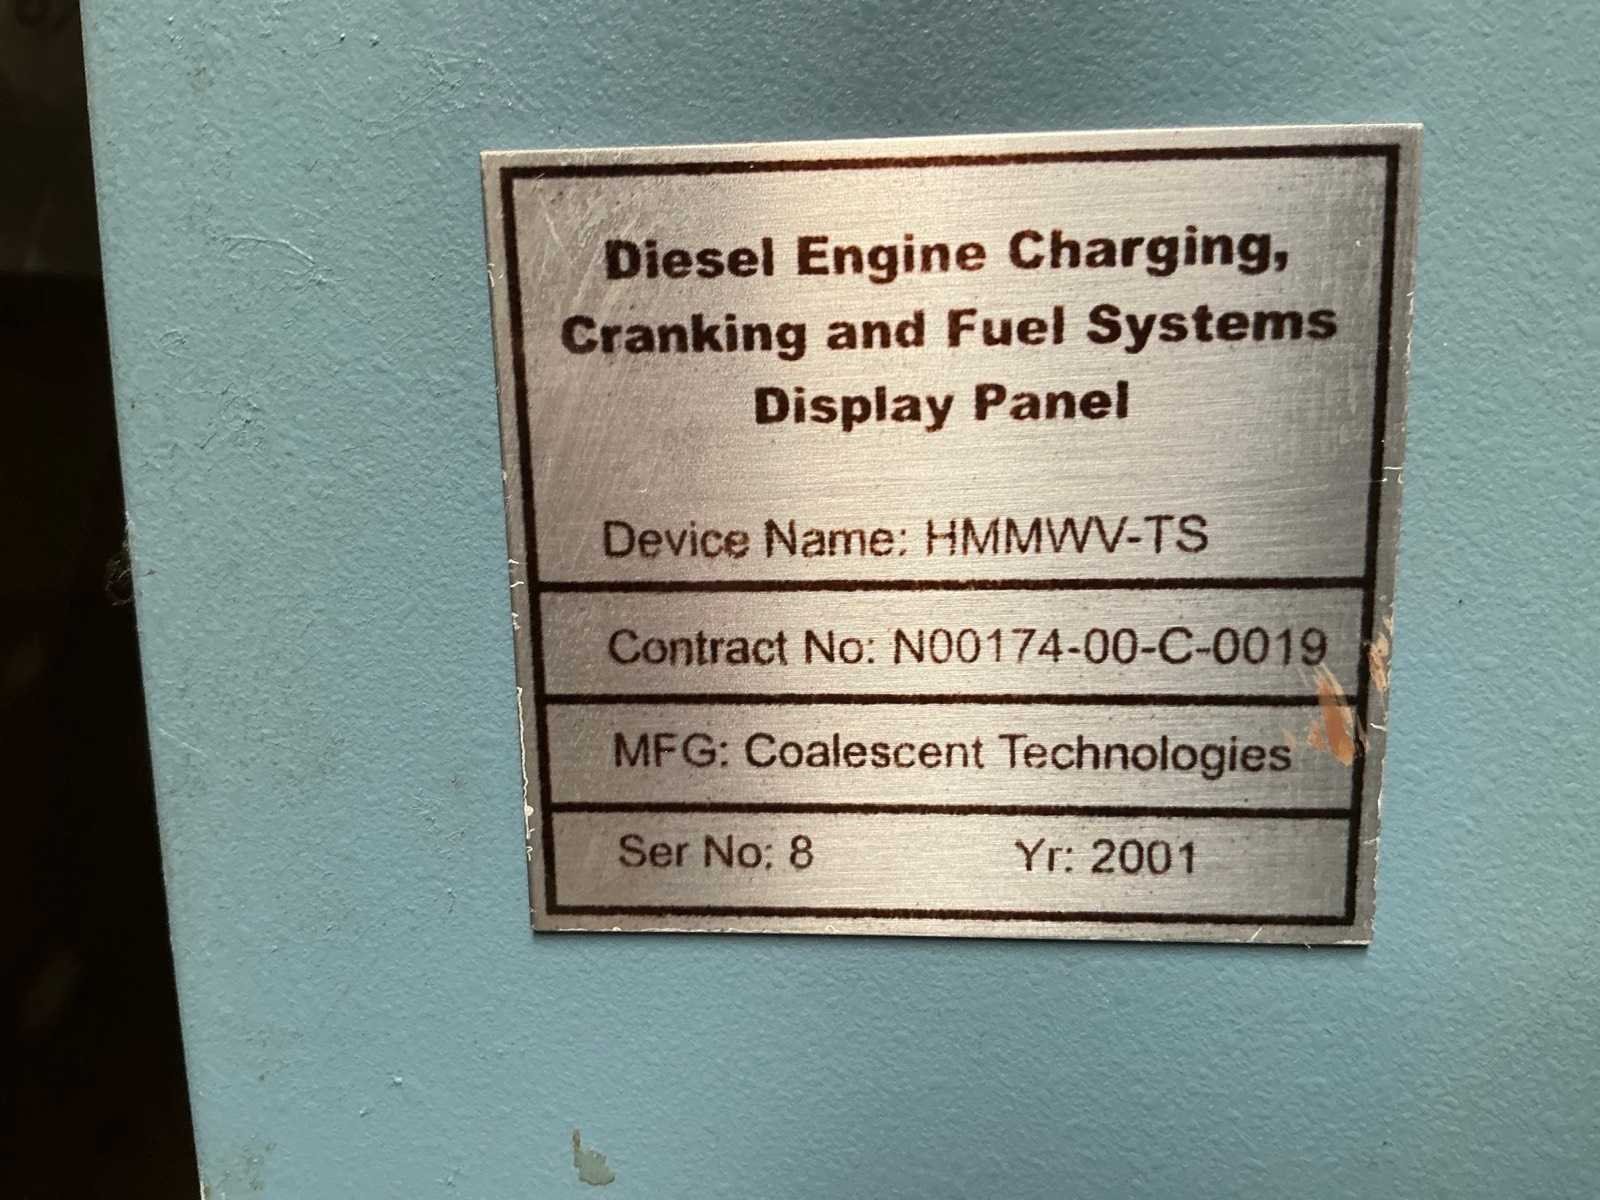 Diesel Engine Charging,
Cranking and Fuel Systems
Display Panel
Device Name: HMMWV-TS
Contract No: N00174-00-C-0019
MFG: Coalescent Technologies
Ser No: 8 Yr: 2001